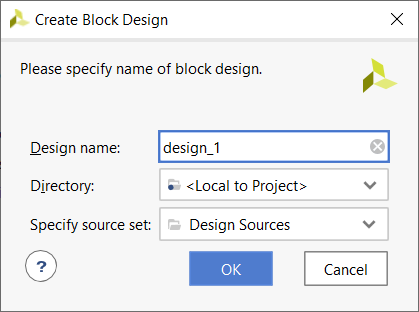 Create Block Design
Please specify name of block design.
Design name: design_1
Directory: <Local to Project>
Specify source set: Design Sources
? OK Cancel